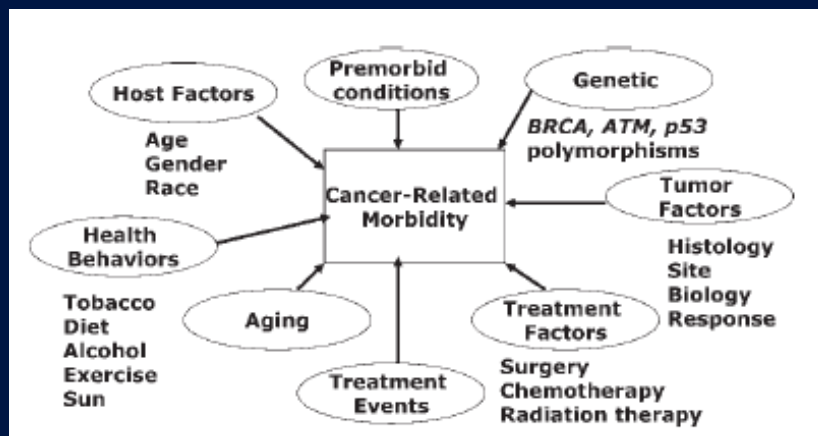 Host Factors
Age
Gender
Race
Premorbid
conditions
Genetic
BRCA, ATM, p53
polymorphisms
Cancer-Related
Morbidity
Tumor
Factors
Histology
Site
Biology
Response
Health
Behaviors
Tobacco
Diet
Alcohol
Exercise
Sun
Aging
Treatment
Events
Treatment
Factors
Surgery
Chemotherapy
Radiation therapy